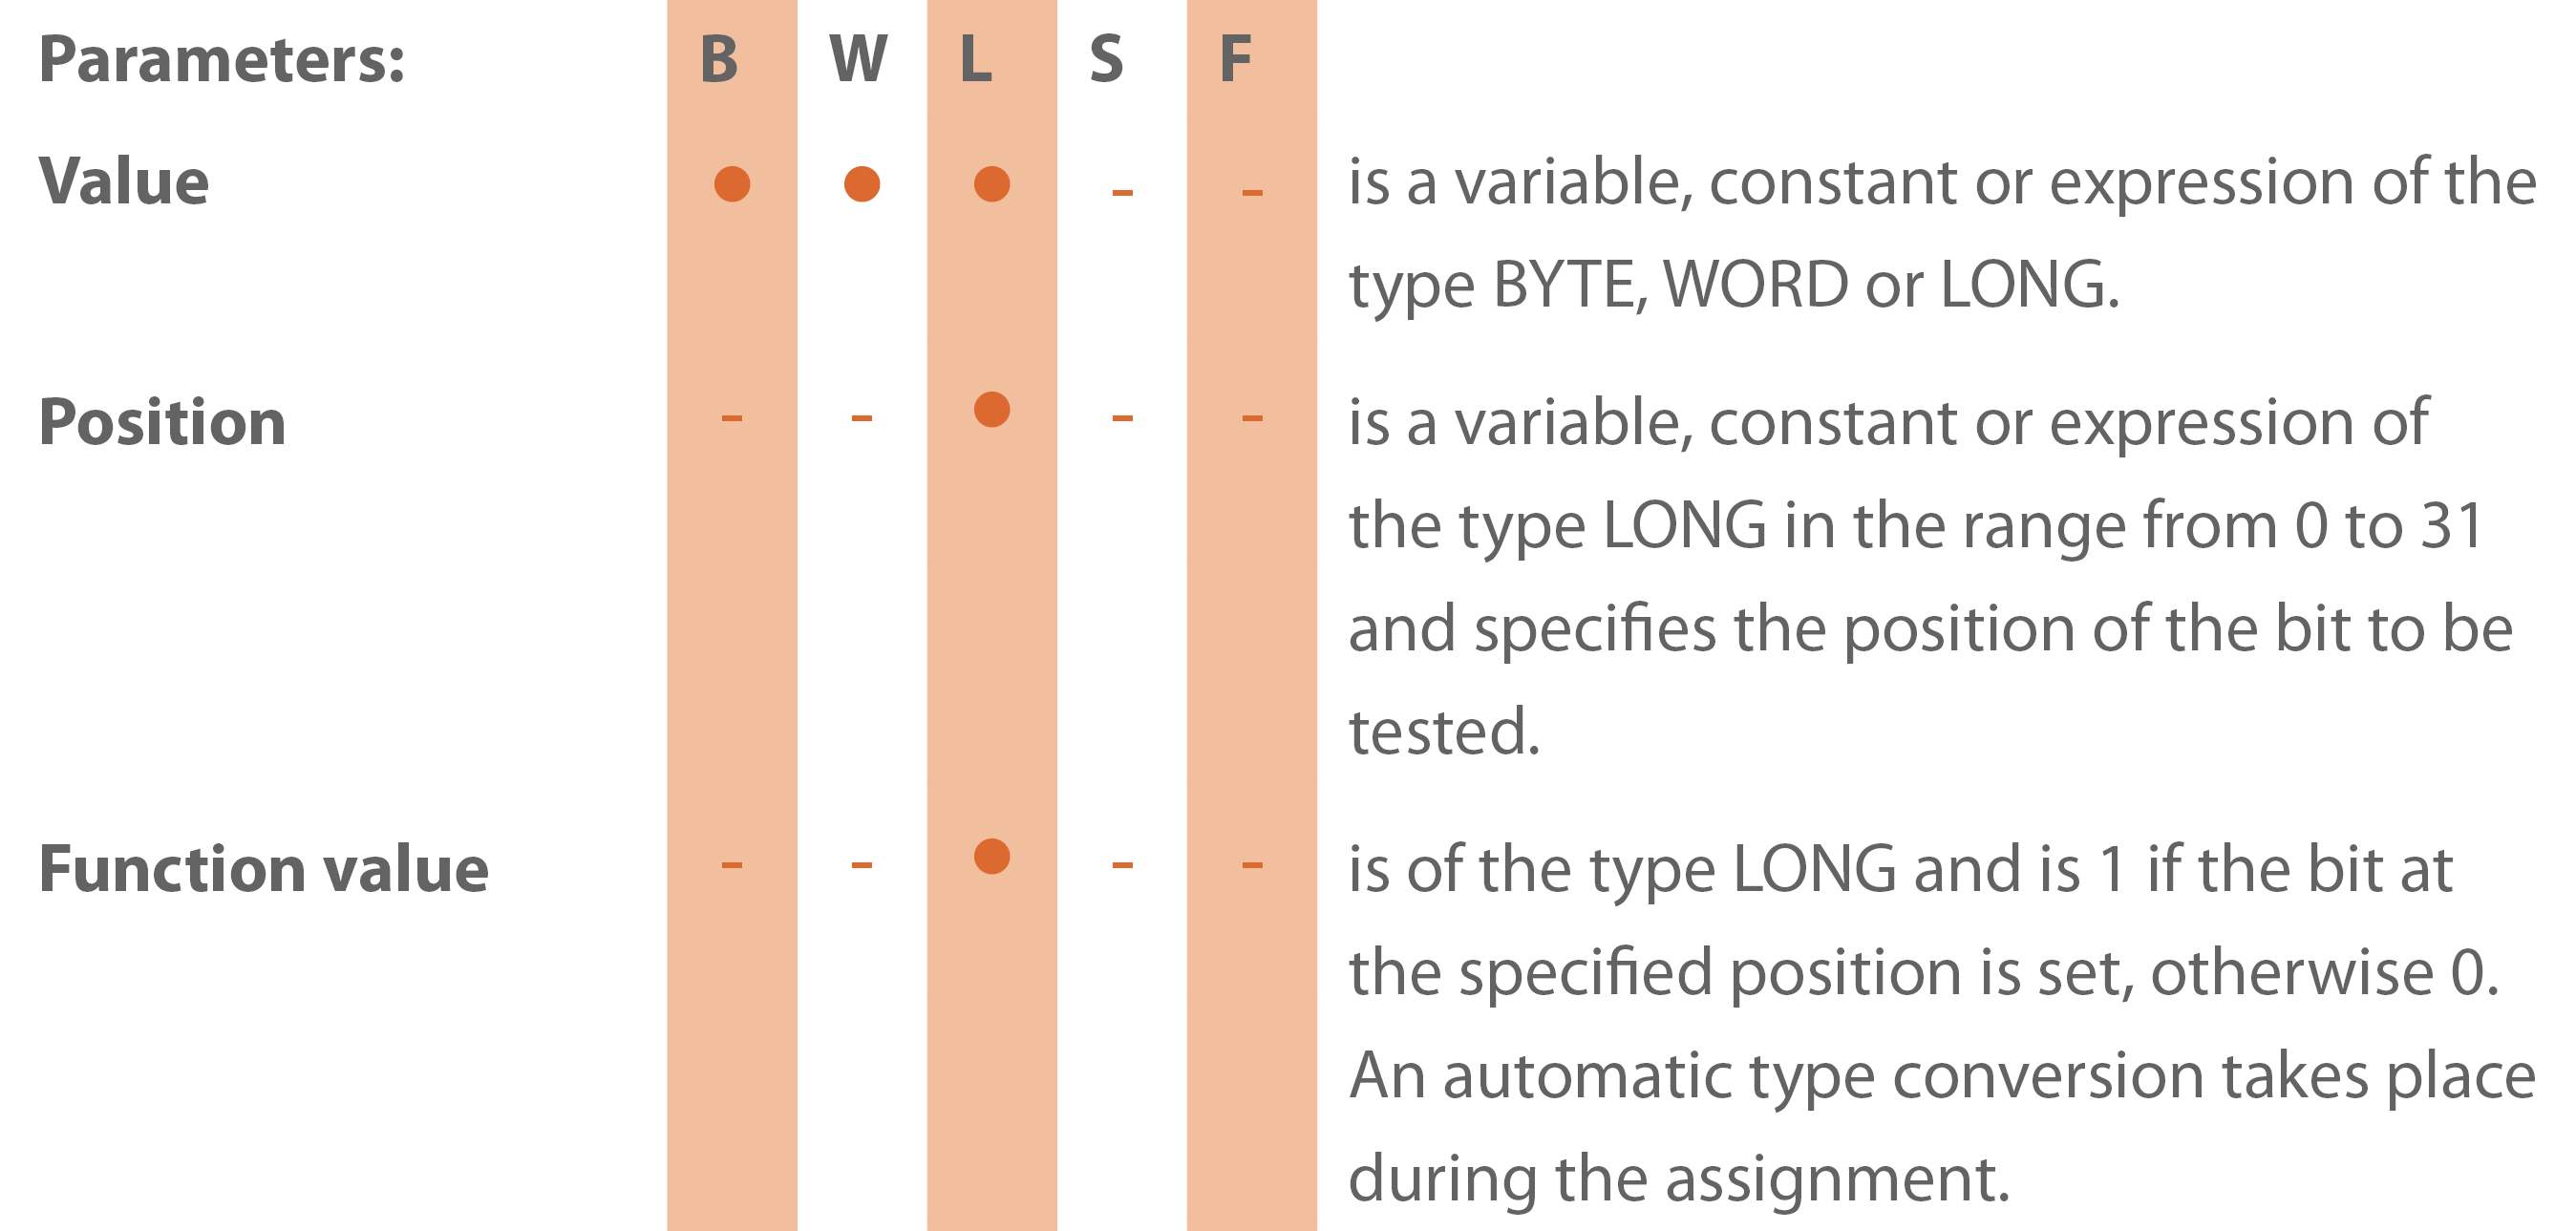 Parameters: B W L S F
Value ● ● ● - - is a variable, constant or expression of the
type BYTE, WORD or LONG.
Position - - ● - - is a variable, constant or expression of
the type LONG in the range from 0 to 31
and specifies the position of the bit to be
tested.
Function value - - ● - - is of the type LONG and is 1 if the bit at
the specified position is set, otherwise 0.
An automatic type conversion takes place
during the assignment.